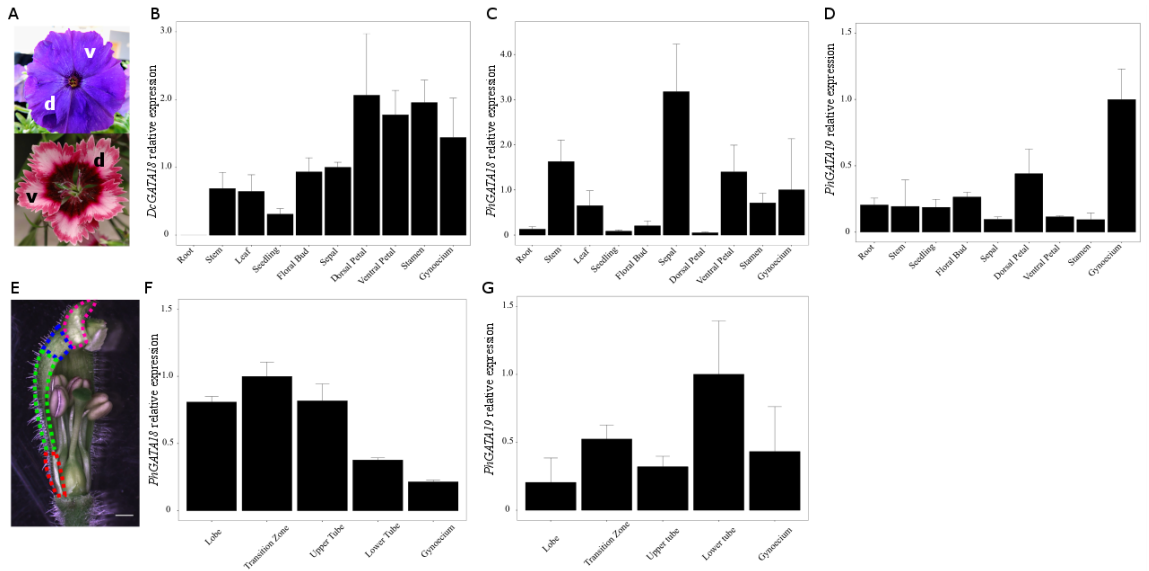 A
v
d
d
v
B
DcGATA18 relative expression
3.0
2.0
1.0
0
Root
Stem
Leaf
Seedling
Floral Bud
Sepal
Dorsal Petal
Ventral Petal
Stamen
Gynoecium
C
PhGATA18 relative expression
4.0
3.0
2.0
1.0
0
Root
Stem
Leaf
Seedling
Floral Bud
Sepal
Dorsal Petal
Ventral Petal
Stamen
Gynoecium
D
PhGATA19 relative expression
1.5
1.0
0.5
0
Root
Stem
Seedling
Floral Bud
Sepal
Dorsal Petal
Ventral Petal
Stamen
Gynoecium
E
F
PhGATA18 relative expression
1.5
1.0
0.5
0
Lobe
Transition Zone
Upper Tube
Lower Tube
Gynoecium
G
PhGATA19 relative expression
1.5
1.0
0.5
0
Lobe
Transition Zone
Upper tube
Lower tube
Gynoecium